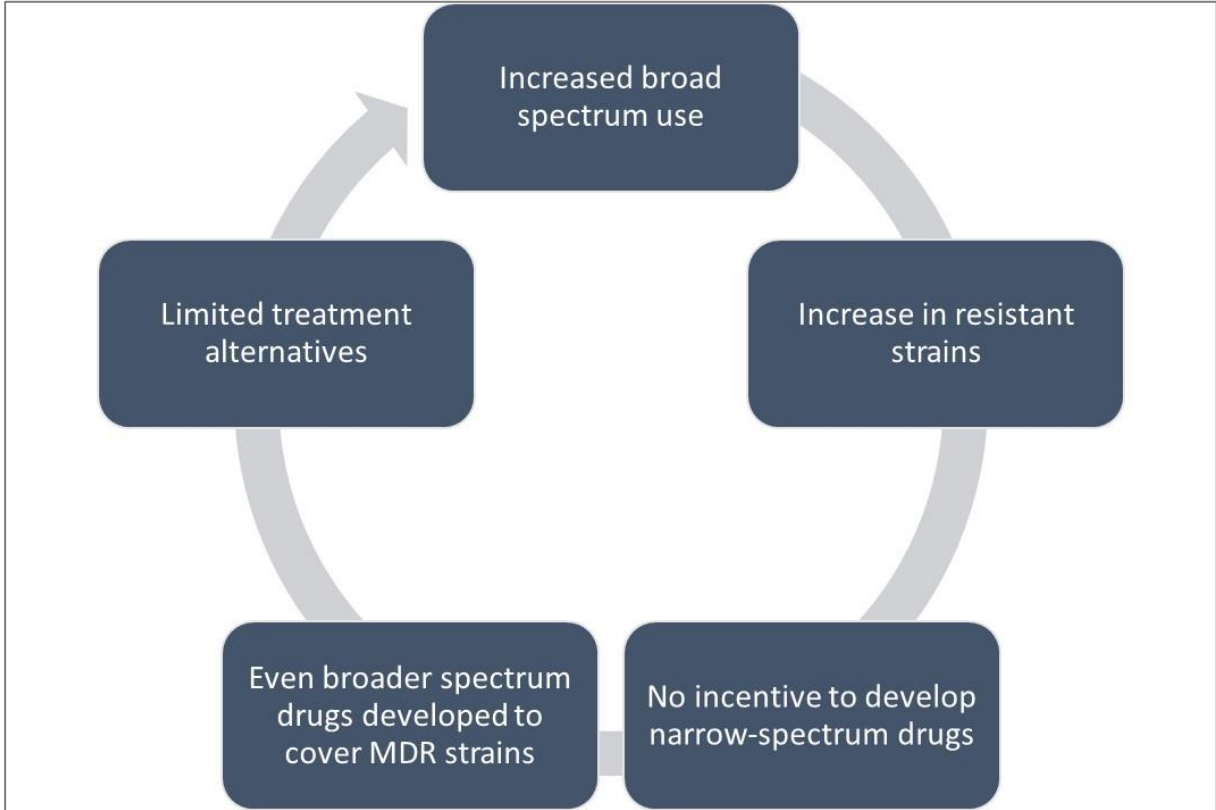 Increased broad
spectrum use
Increase in resistant
strains
No incentive to develop
narrow-spectrum drugs
Even broader spectrum
drugs developed to
cover MDR strains
Limited treatment
alternatives